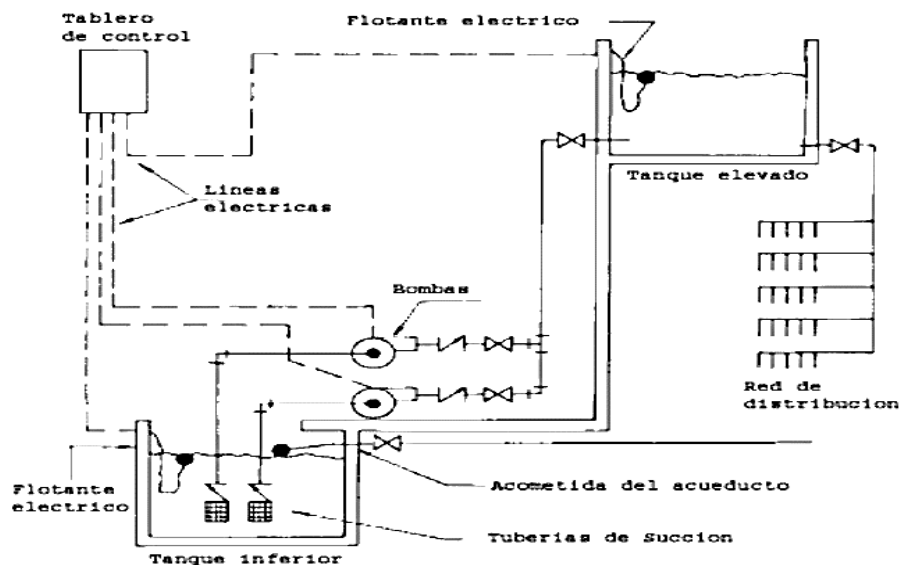 Tablero
de control
Flotante electrico
Lineas
electricas
Tanque elevado
Bombas
Red de
distribucion
Flotante
electrico
Acometida del acueducto
Tuberias de Succion
Tanque inferior